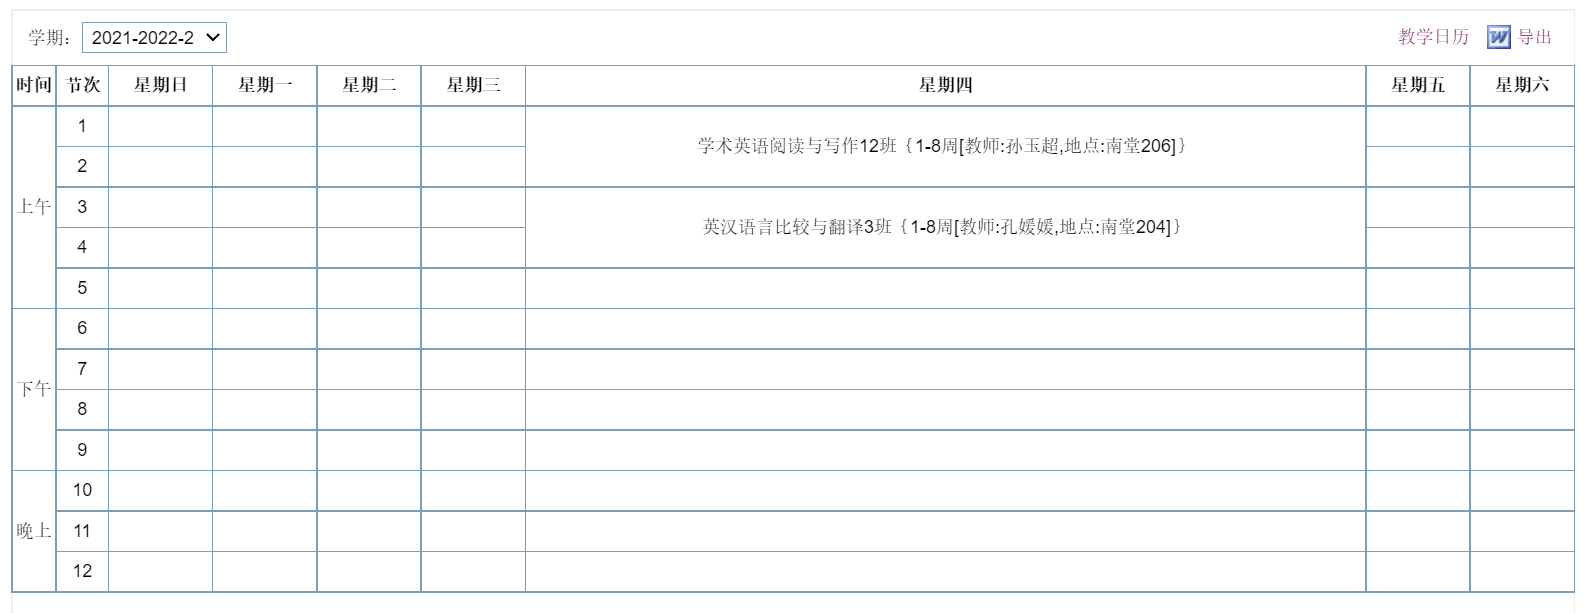 学期： 2021-2022-2
教学日历 导出
时间 节次 星期日 星期一 星期二 星期三 星期四 星期五 星期六
上午
1
学术英语阅读与写作12班｛1-8周[教师:孙玉超,地点:南堂206]｝
2
3
英汉语言比较与翻译3班｛1-8周[教师:孔媛媛,地点:南堂204]｝
4
5
下午
6
7
8
9
晚上
10
11
12